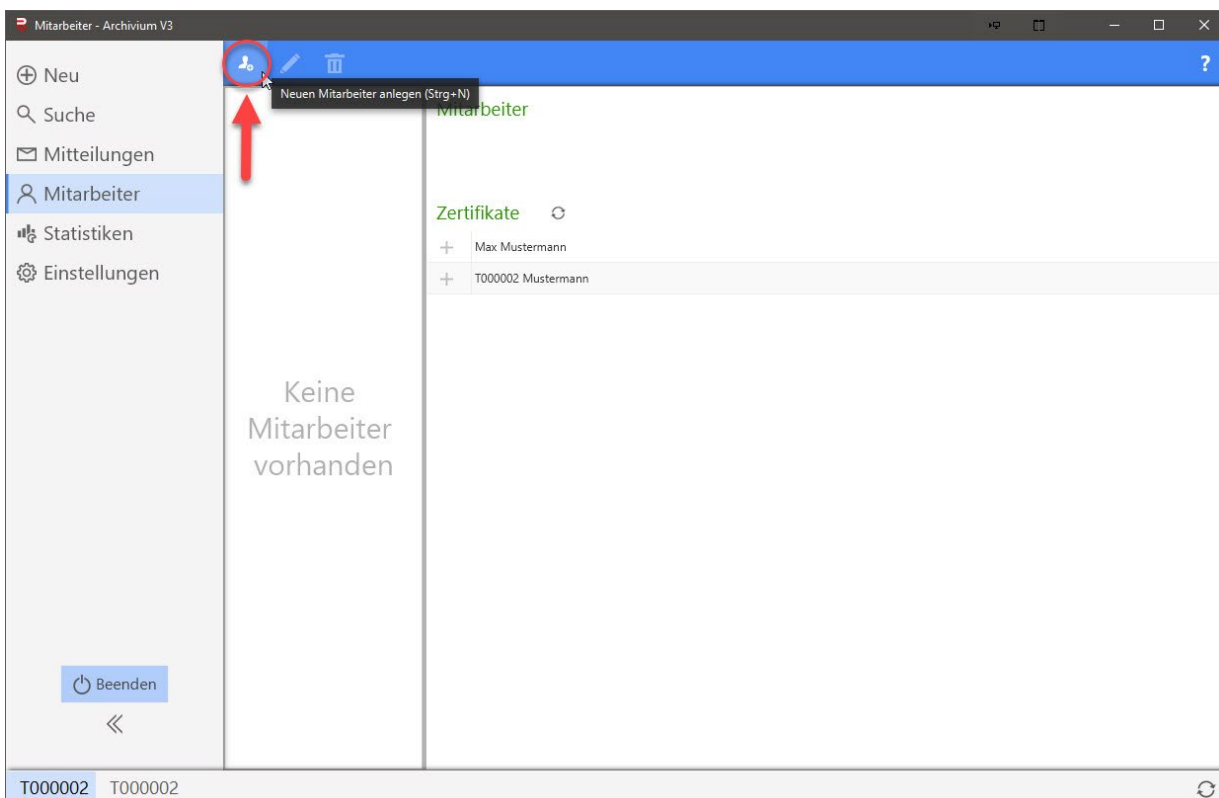 Mitarbeiter - Archivium V3
Neu
Suche
Mitteilungen
Mitarbeiter
Statistiken
Einstellungen
Beenden
?
Neuen Mitarbeiter anlegen (Strg+N)
Keine
Mitarbeiter
vorhanden
Mitarbeiter
Zertifikate
Max Mustermann
T000002 Mustermann
T000002 T000002